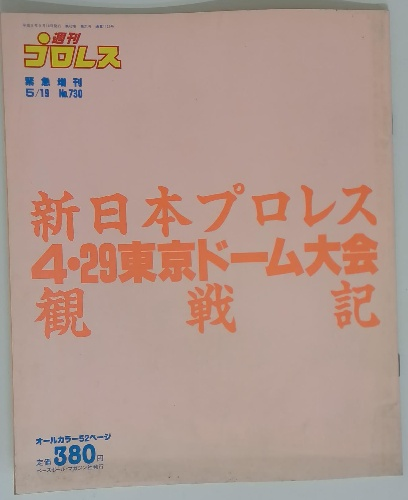 週刊
プロレス
緊急増刊
5/19 No.730
新日本プロレス
4・29東京ドーム大会
観戦記
オールカラー52ページ
定価380円
ベースボール・マガジン社発行